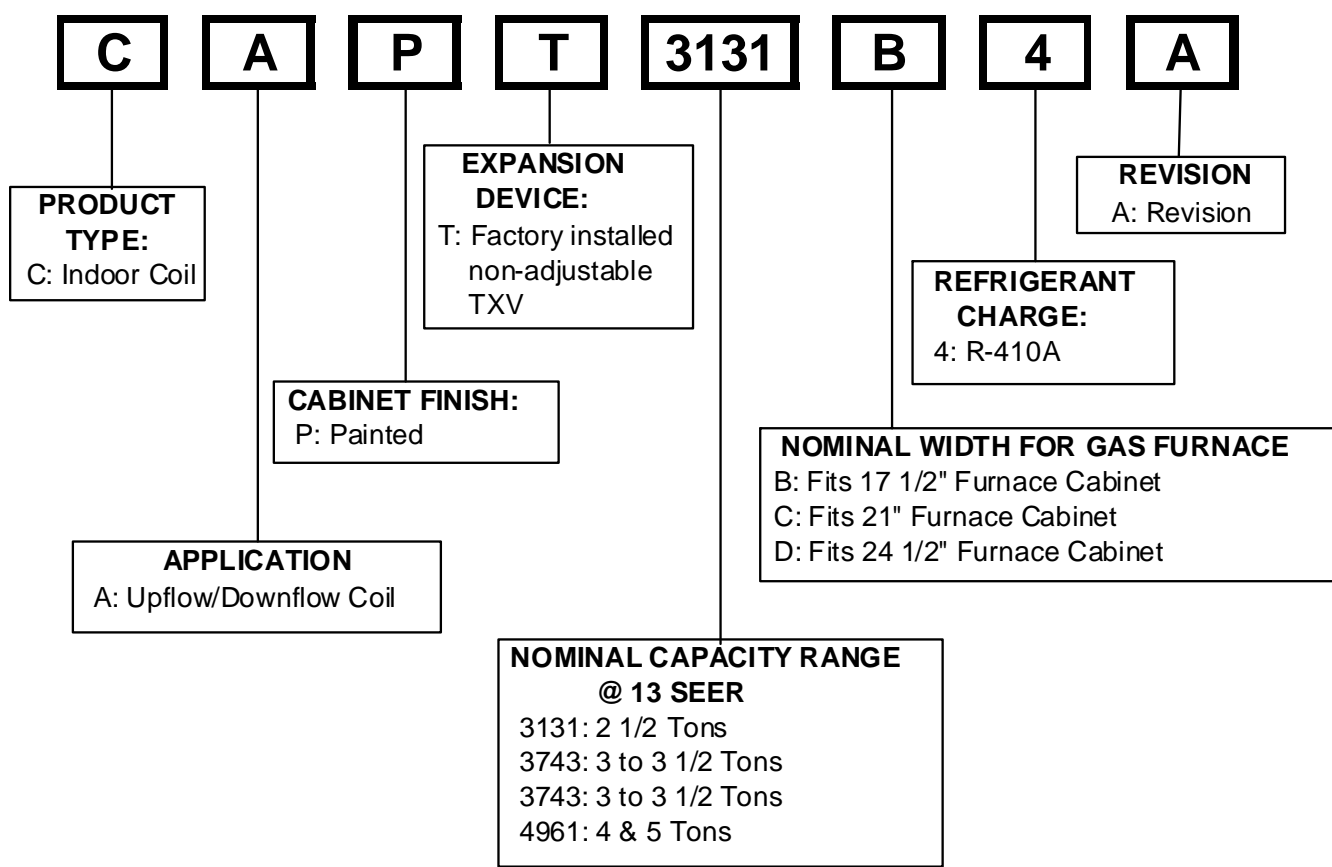 C A P T 3131 B 4 A
PRODUCT
TYPE:
C: Indoor Coil
EXPANSION
DEVICE:
T: Factory installed
non-adjustable
TXV
REVISION
A: Revision
REFRIGERANT
CHARGE:
4: R-410A
CABINET FINISH:
P: Painted
NOMINAL WIDTH FOR GAS FURNACE
B: Fits 17 1/2" Furnace Cabinet
C: Fits 21" Furnace Cabinet
D: Fits 24 1/2" Furnace Cabinet
APPLICATION
A: Upflow/Downflow Coil
NOMINAL CAPACITY RANGE
@ 13 SEER
3131: 2 1/2 Tons
3743: 3 to 3 1/2 Tons
3743: 3 to 3 1/2 Tons
4961: 4 & 5 Tons